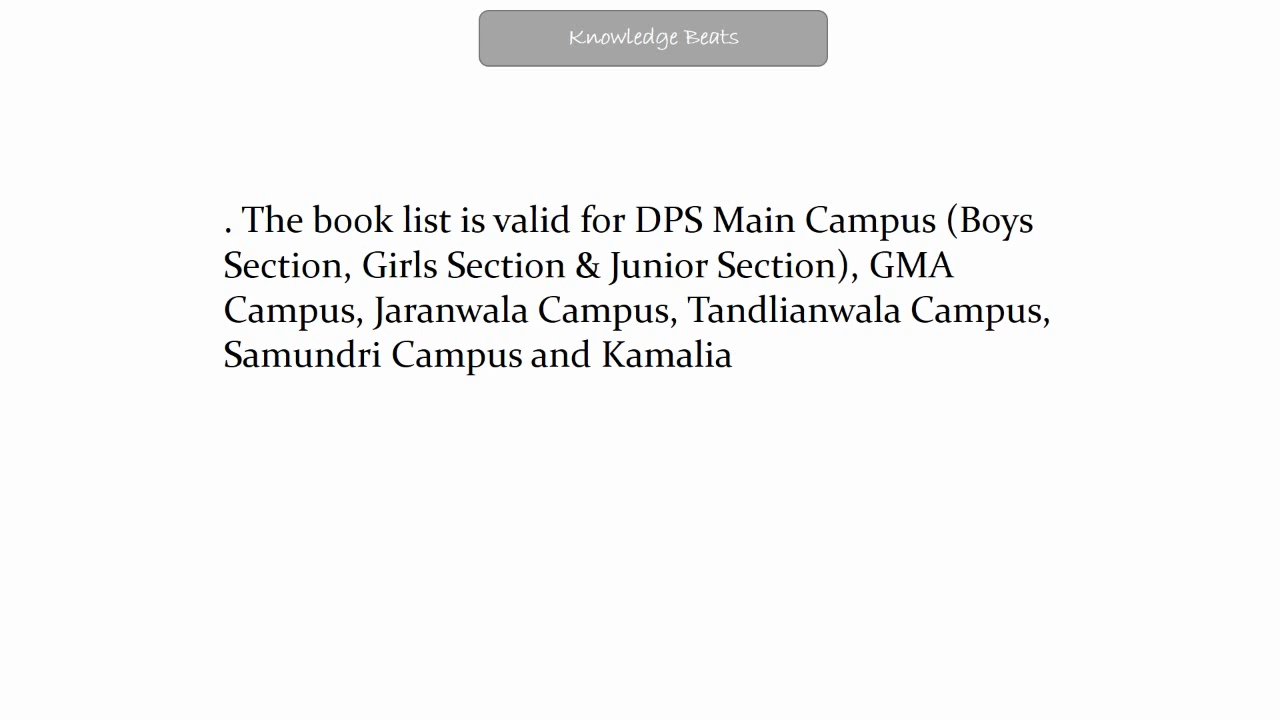 Knowledge Beats
. The book list is valid for DPS Main Campus (Boys
Section, Girls Section & Junior Section), GMA
Campus, Jaranwala Campus, Tandlianwala Campus,
Samundri Campus and Kamalia